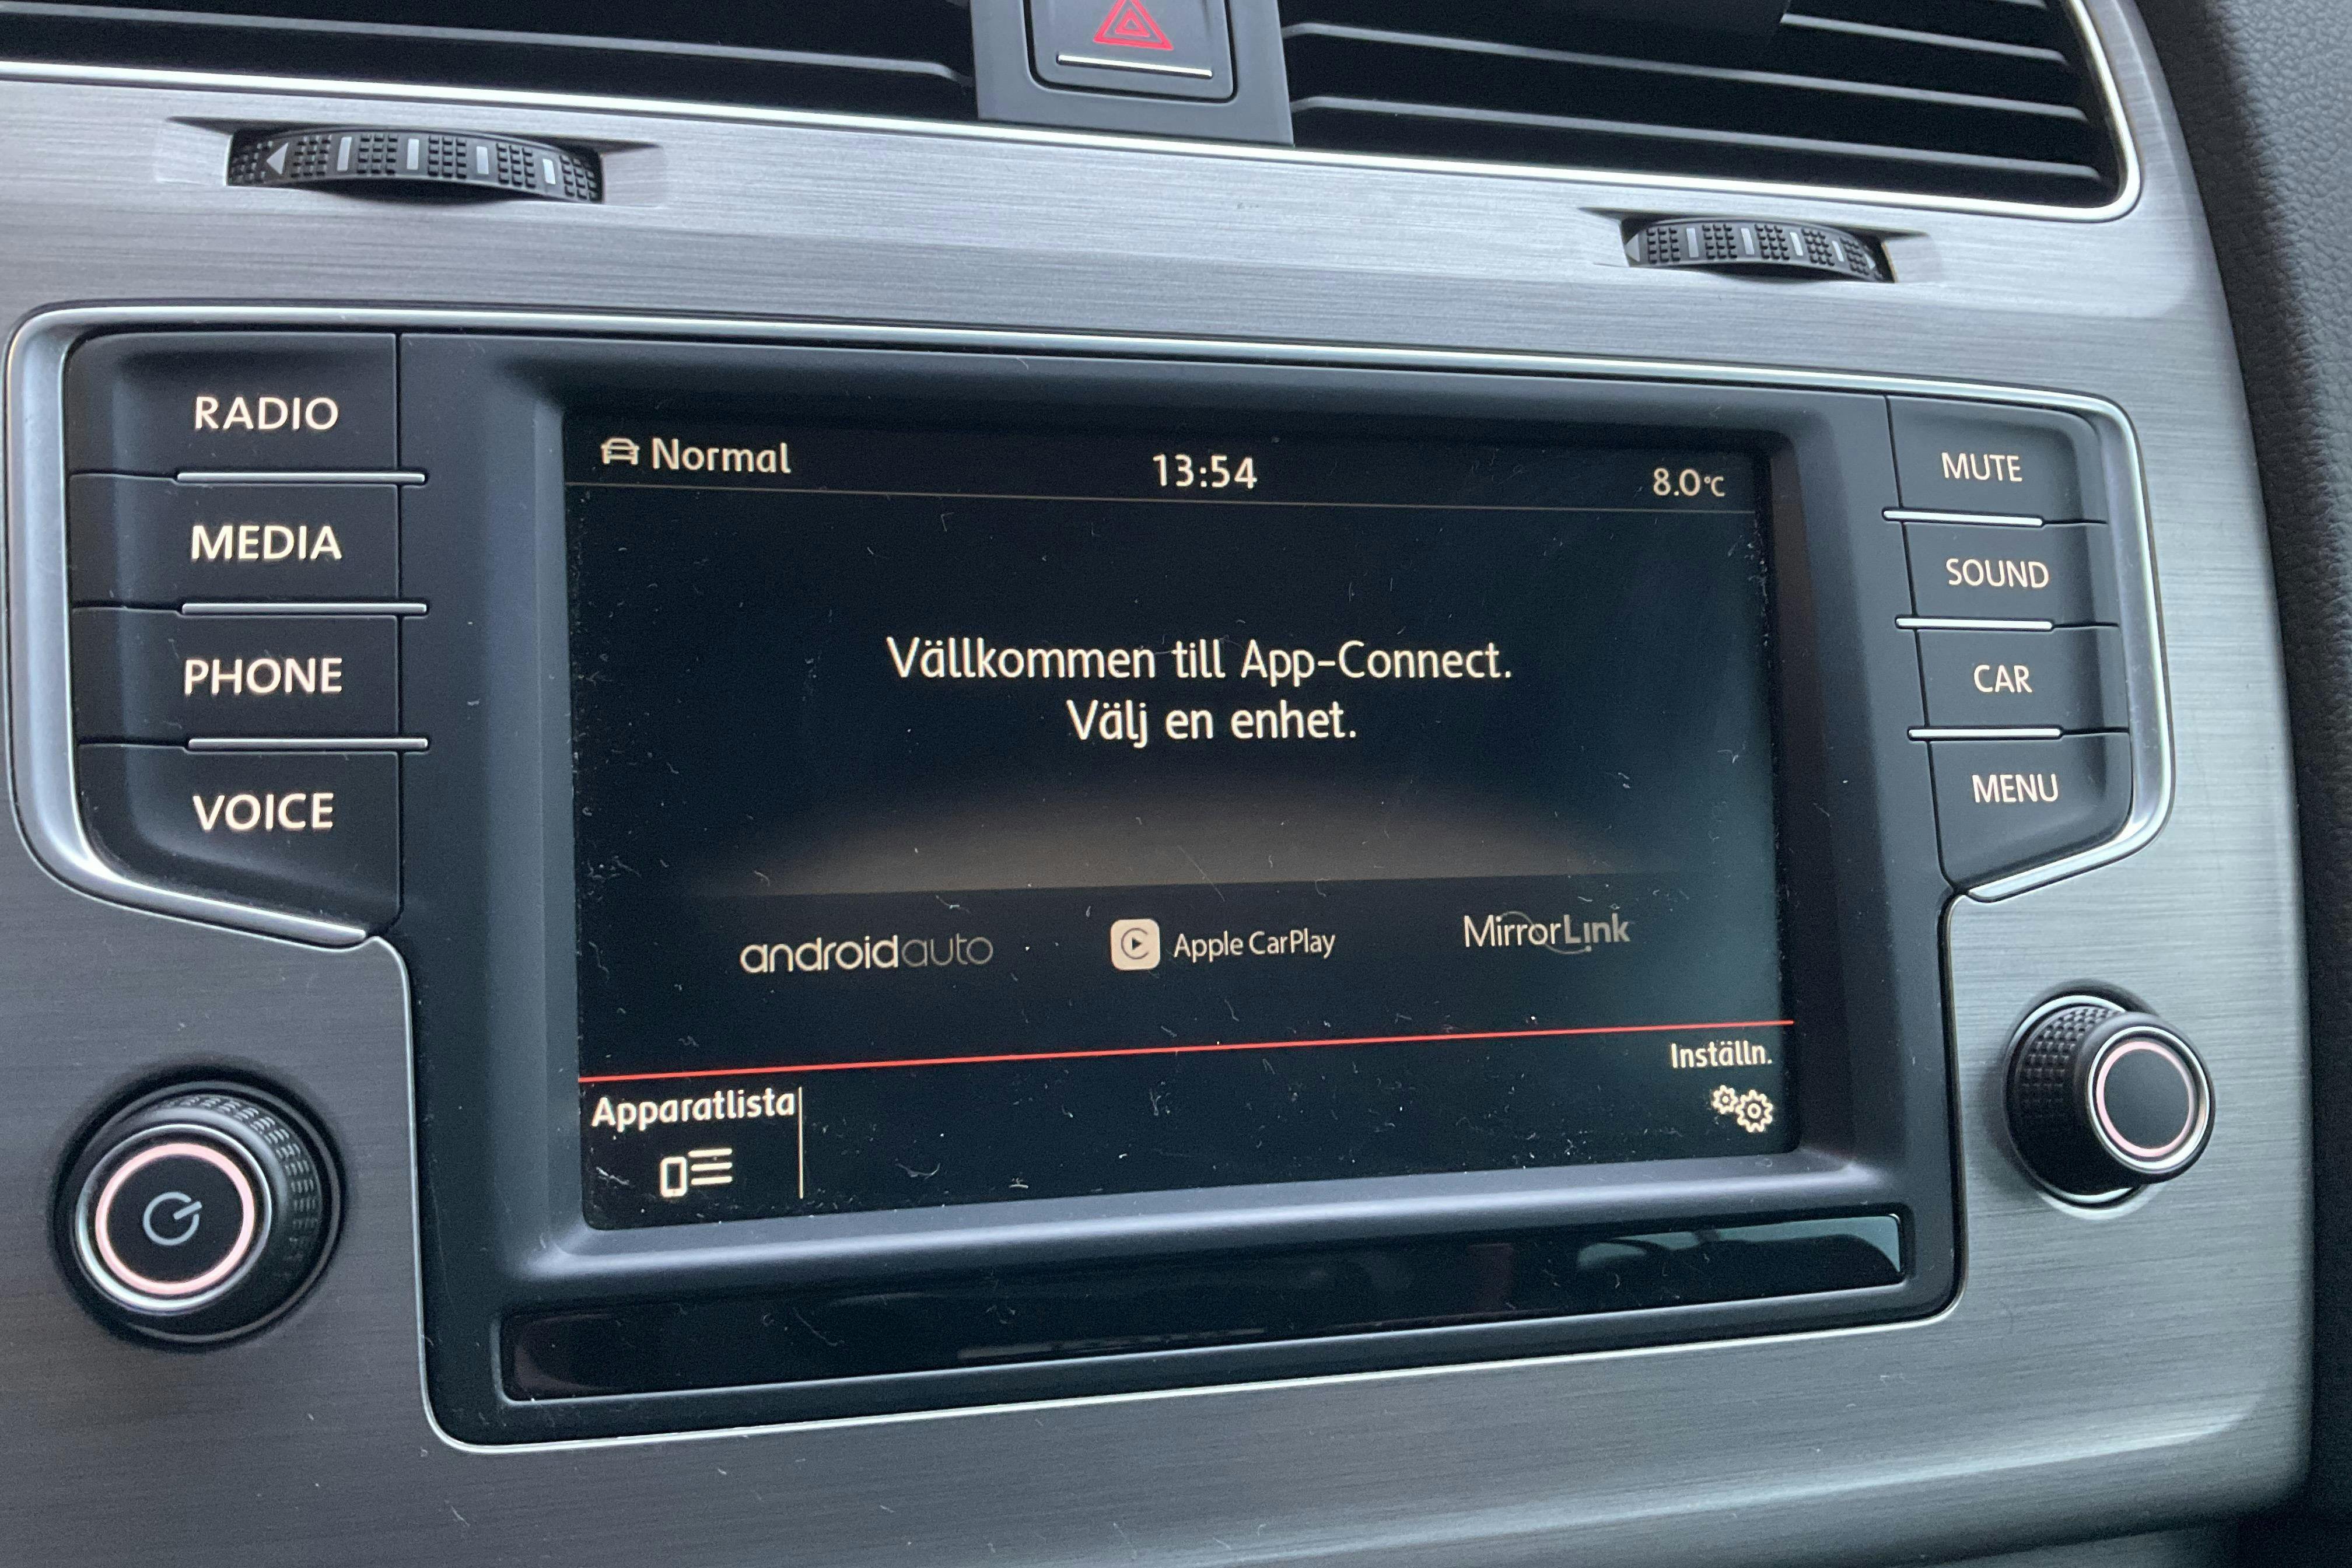 RADIO
MEDIA
PHONE
VOICE
Normal
13:54
8.0°C
Vällkommen till App-Connect.
Välj en enhet.
androidauto
Apple CarPlay
MirrorLink
Apparatlista
Inställn.
MUTE
SOUND
CAR
MENU